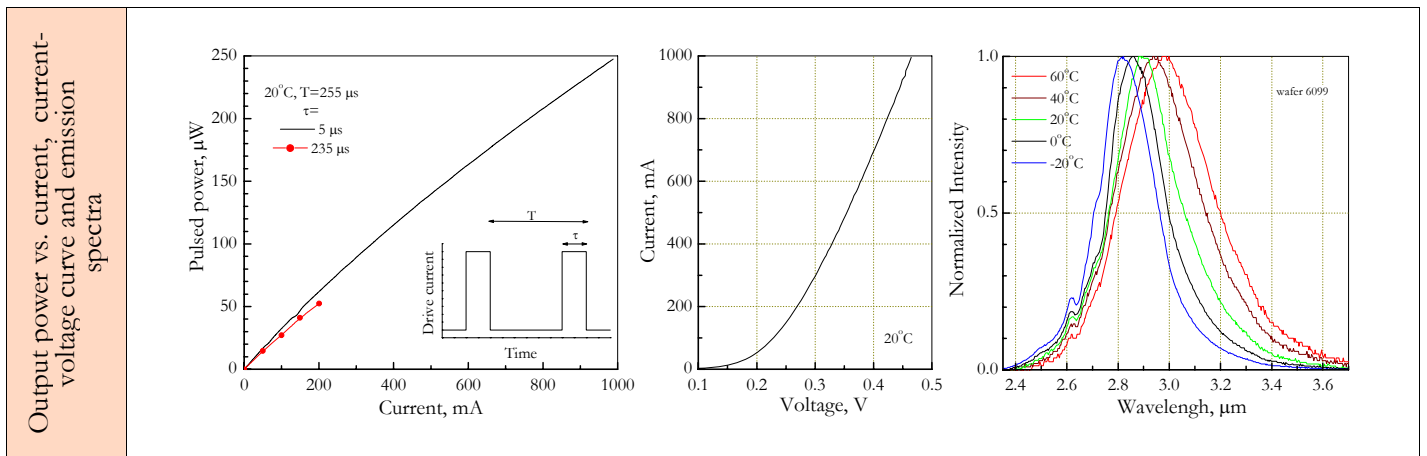 Output power vs. current,  current-
voltage curve and emission
spectra
250
200
150
100
50
0
Pulsed power, μW
20°C, T=255 μs
τ=
5 μs
235 μs
T
τ
Drive current
Time
0
200
400
600
800
1000
Current, mA
1000
800
600
400
200
0
Current, mA
20°C
0.1
0.2
0.3
0.4
0.5
Voltage, V
1.0
0.5
0.0
Normalized Intensity
60°C
40°C
20°C
0°C
-20°C
wafer 6099
2.4
2.6
2.8
3.0
3.2
3.4
3.6
Wavelengh, μm